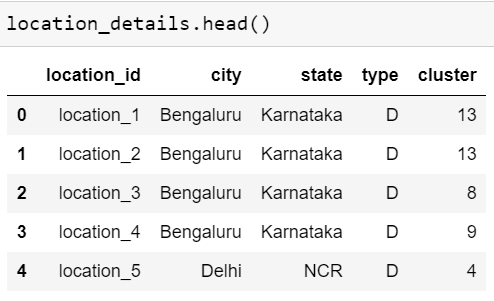 location_details.head()
location_id city state type cluster
0 location_1 Bengaluru Karnataka D 13
1 location_2 Bengaluru Karnataka D 13
2 location_3 Bengaluru Karnataka D 8
3 location_4 Bengaluru Karnataka D 9
4 location_5 Delhi NCR D 4